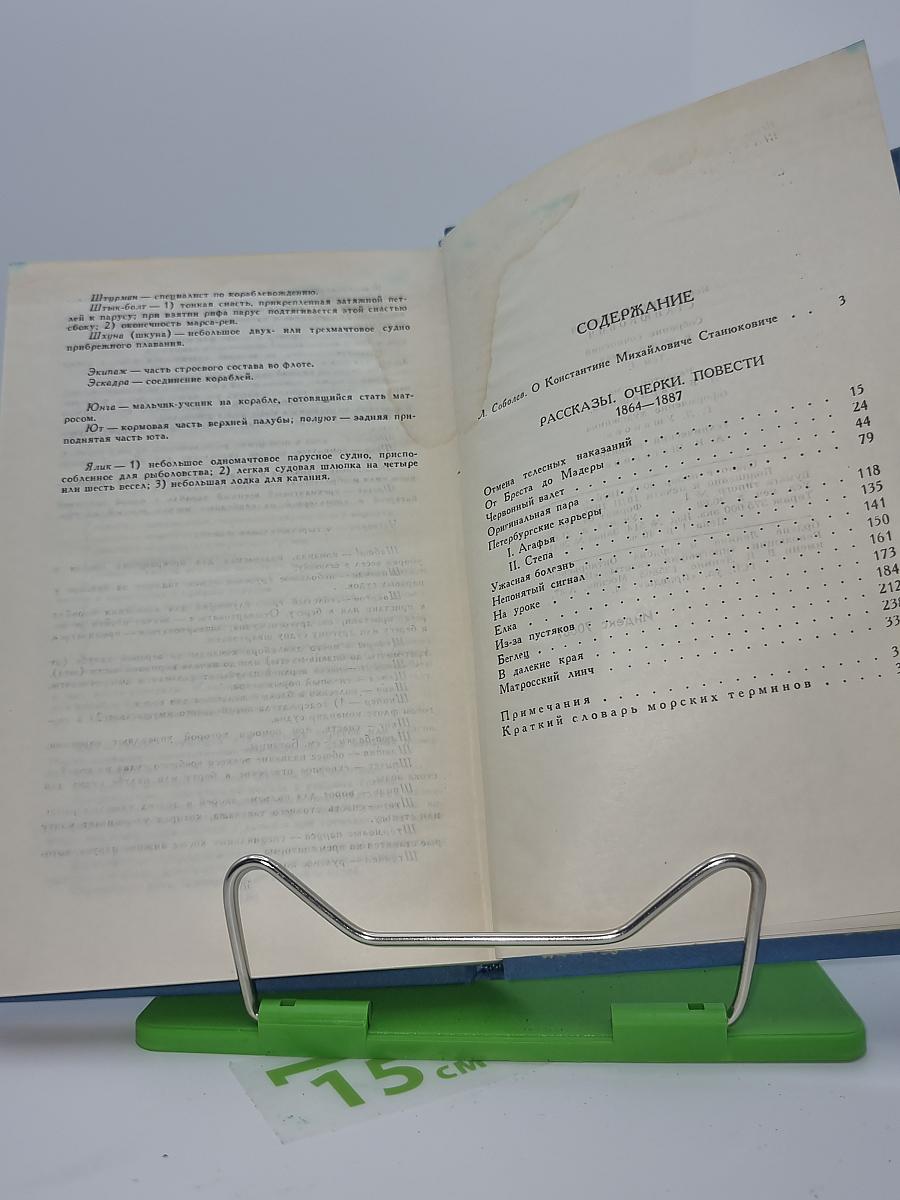 Штурман — специалист по кораблевождению.
Штык-болт — 1) тонкая снасть, прикрепленная затяжной пет-
лей к парусу; при взятии рифа парус подтягивается этой снастью
сбоку; 2) оконечность марса-реи.
Шхуна (шкуна) — небольшое двух- или трехмачтовое судно
прибрежного плавания.
Экипаж — часть строевого состава во флоте.
Эскадра — соединение кораблей.
Юнга — мальчик-ученик на корабле, готовящийся стать мат-
росом.
Ют — кормовая часть верхней палубы; полуют — задняя при-
поднятая часть юта.
Ялик — 1) небольшое одномачтовое парусное судно, приспо-
собленное для рыболовства; 2) легкая судовая шлюпка на четыре
или шесть весел; 3) небольшая лодка для катания.
СОДЕРЖАНИЕ
Л. Соболев. О Константине Михайловиче Станюковиче . . 3
РАССКАЗЫ. ОЧЕРКИ. ПОВЕСТИ
1864—1887
Отмена телесных наказаний 15
От Бреста до Мадеры 24
Червонный валет 44
Оригинальная пара 79
Петербургские карьеры
I. Агафья 118
II. Степа 135
Ужасная болезнь 141
Непонятый сигнал 150
На уроке 161
Елка 173
Из-за пустяков 184
Беглец 212
В далекие края
Матросский линч
Примечания
Краткий словарь морских терминов
15 см